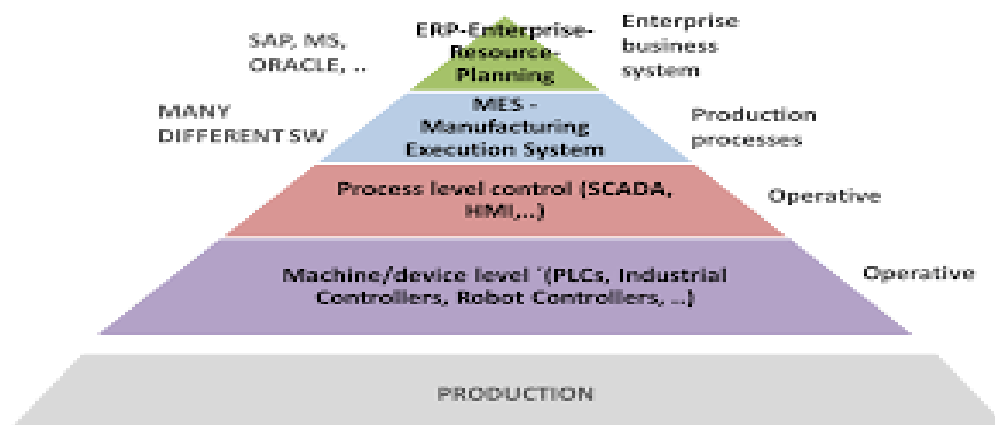 ERP-Enterprise-
Resource-
Planning
SAP, MS,
ORACLE, ..
Enterprise
business
system
MES -
Manufacturing
Execution System
MANY
DIFFERENT SW
Production
processes
Process level control (SCADA,
HMI,..)
Operative
Machine/device level ´(PLCs, Industrial
Controllers, Robot Controllers, ..)
Operative
PRODUCTION